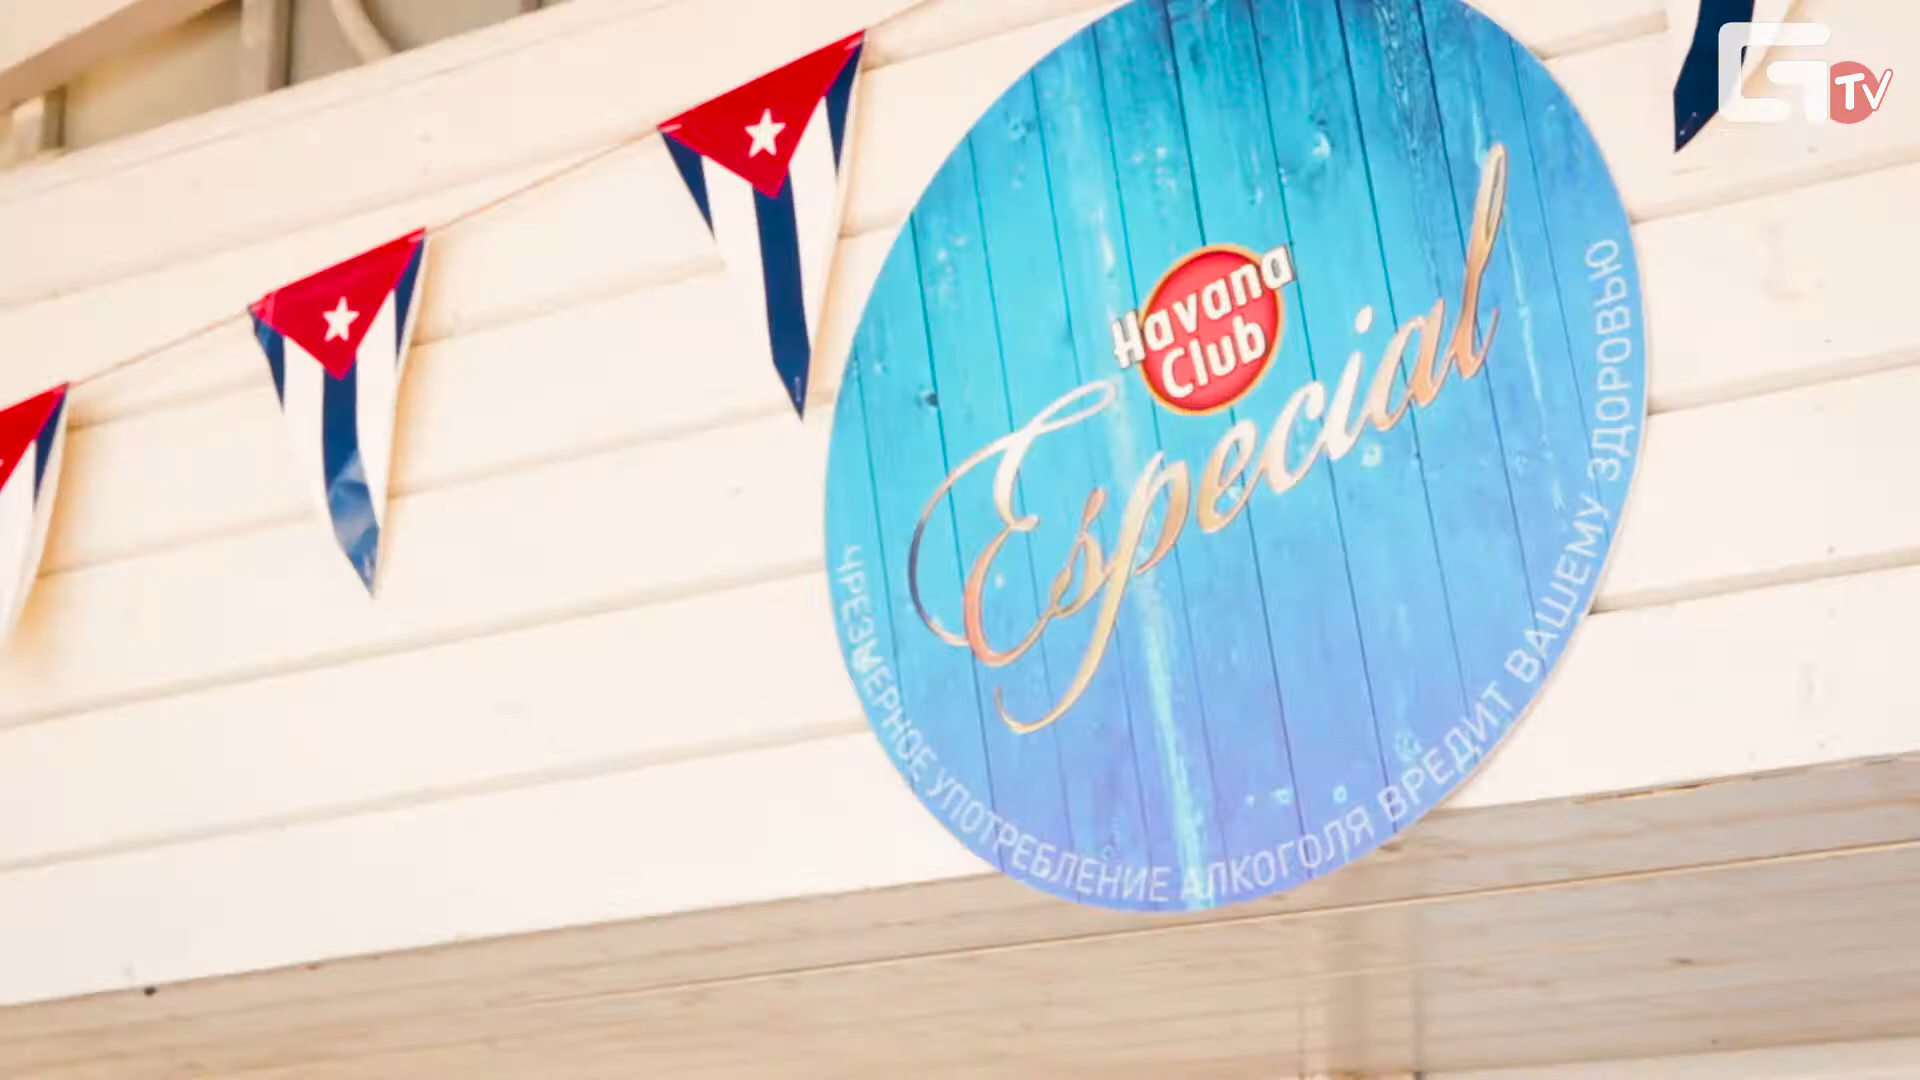 TV
Havana
Club
Especial
ЧРЕЗМЕРНОЕ УПОТРЕБЛЕНИЕ АЛКОГОЛЯ ВРЕДИТ ВАШЕМУ ЗДОРОВЬЮ